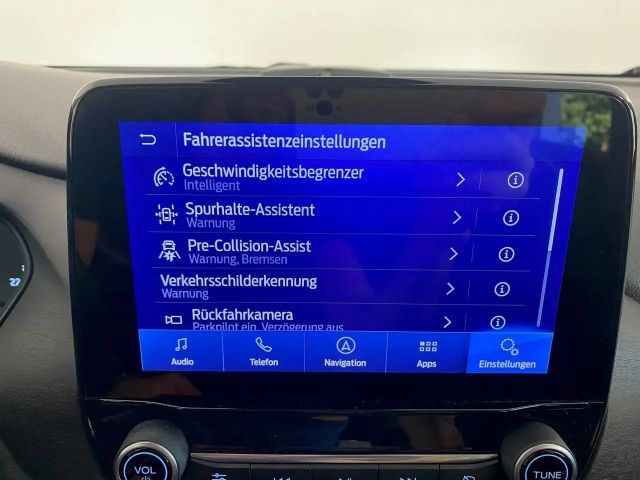 Fahrerassistenzeinstellungen
Geschwindigkeitsbegrenzer
Intelligent
Spurhalte-Assistent
Warnung
Pre-Collision-Assist
Warnung, Bremsen
Verkehrsschilderkennung
Warnung
Rückfahrkamera
Parkpilot ein, Verzögerung aus
Audio
Telefon
Navigation
Apps
Einstellungen
VOL
TUNE